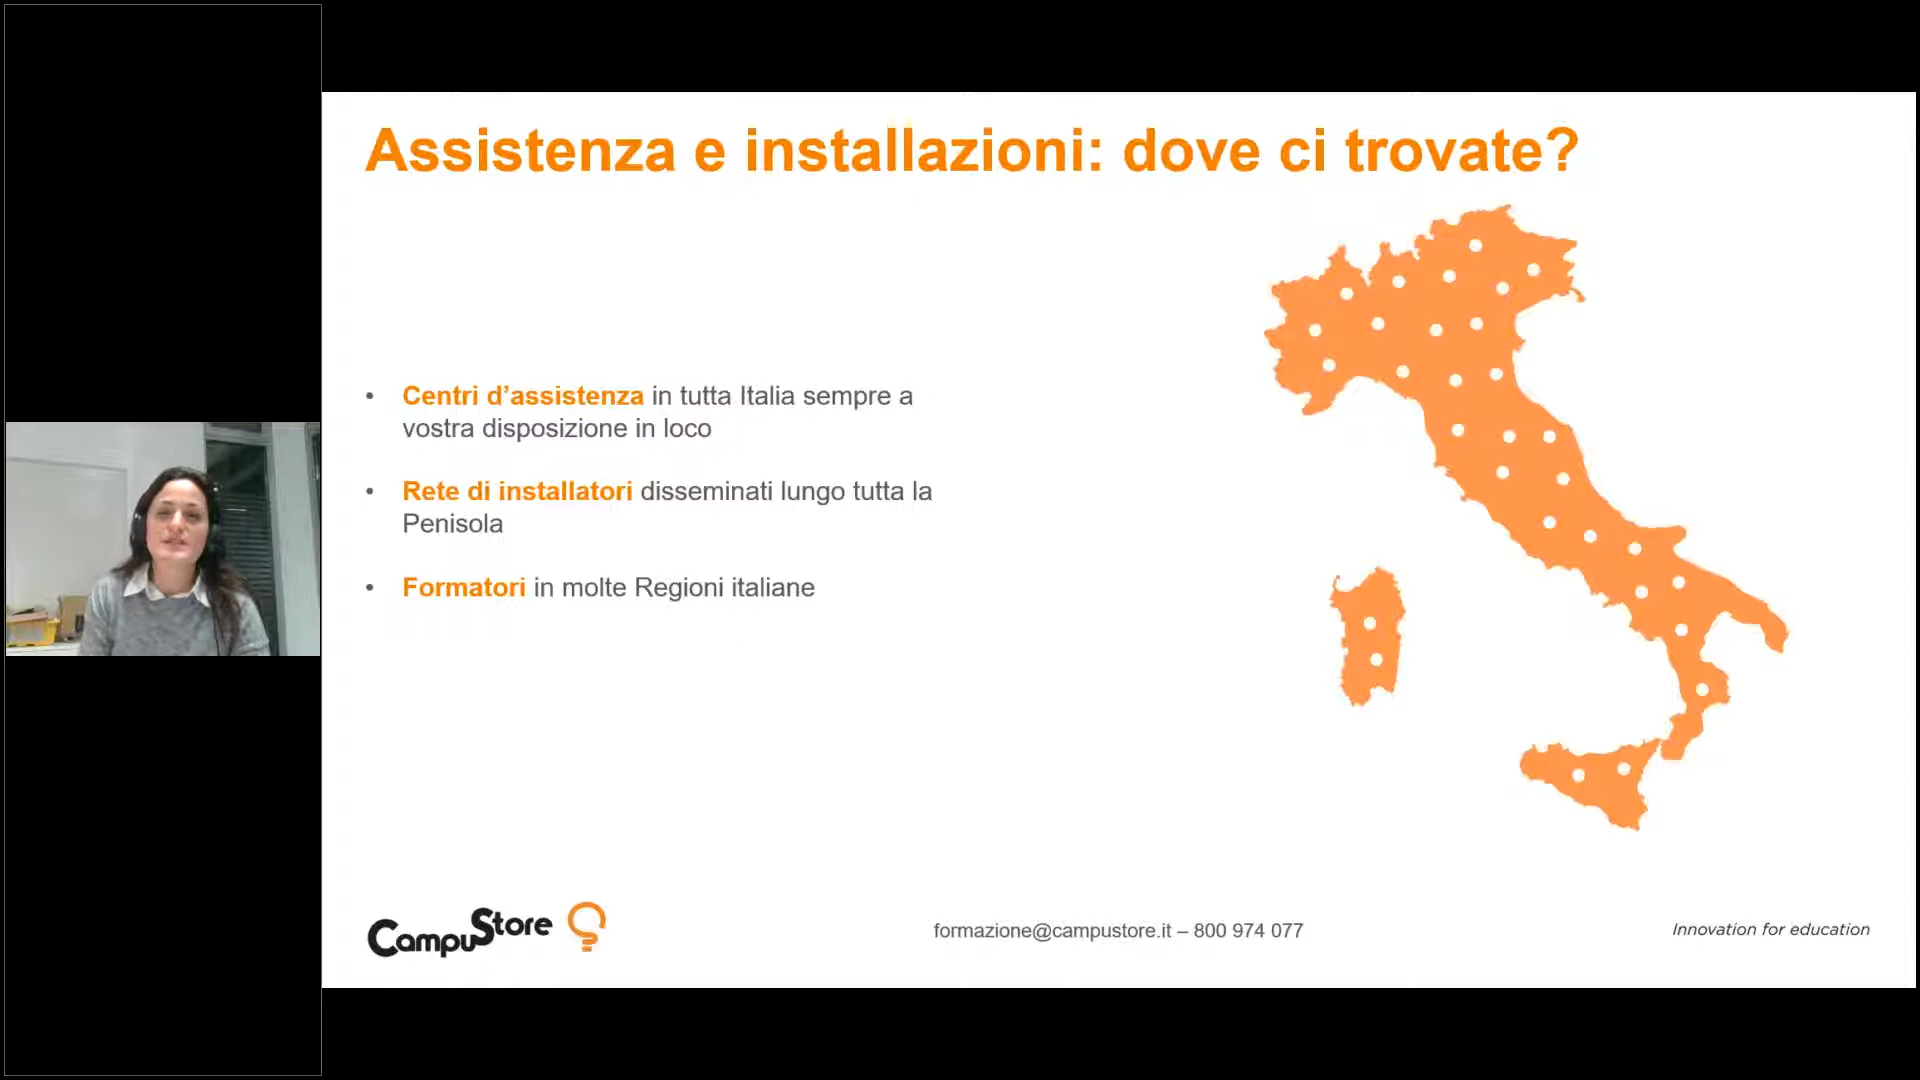 Assistenza e installazioni: dove ci trovate?
• Centri d’assistenza in tutta Italia sempre a
vostra disposizione in loco
• Rete di installatori disseminati lungo tutta la
Penisola
• Formatori in molte Regioni italiane
CampuStore
formazione@campustore.it – 800 974 077
Innovation for education